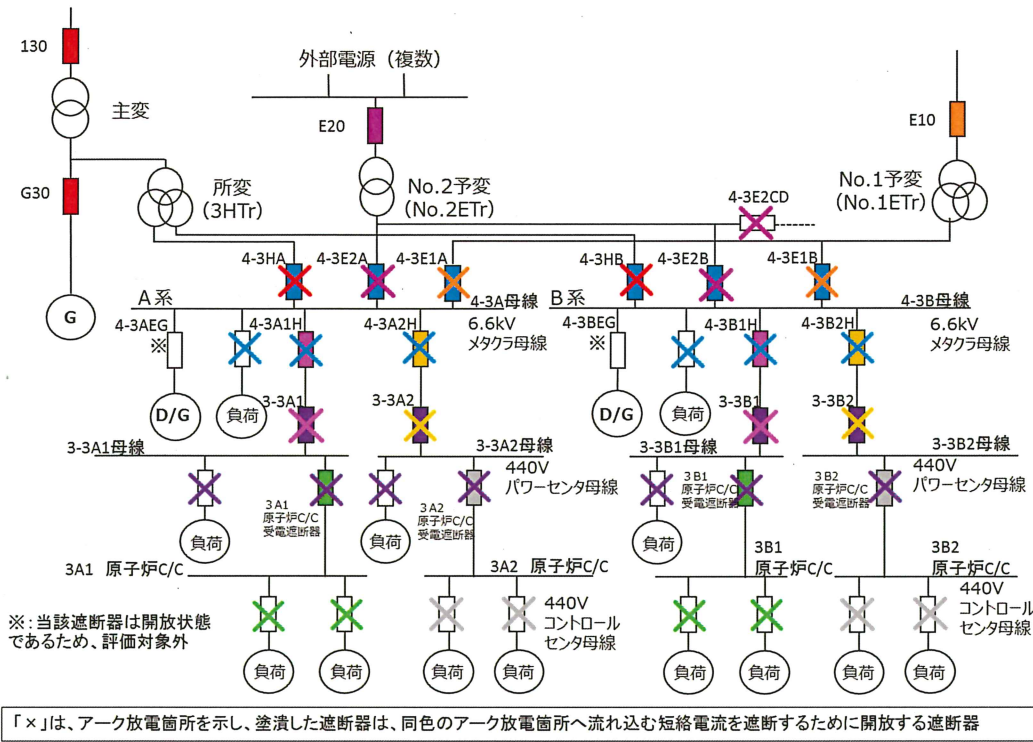 130
主変
外部電源（複数）
E20
E10
G30
所変
(3HTr)
No.2予変
(No.2ETr)
4-3E2CD
No.1予変
(No.1ETr)
4-3HA
4-3E2A
4-3E1A
4-3HB
4-3E2B
4-3E1B
G
A系
4-3A母線
B系
4-3B母線
4-3AEG
※
4-3A1H
4-3A2H
6.6kV
メタクラ母線
4-3BEG
※
4-3B1H
4-3B2H
6.6kV
メタクラ母線
D/G
負荷
3-3A1
3-3A2
D/G
負荷
3-3B1
3-3B2
3-3A1母線
3-3A2母線
3-3B1母線
3-3B2母線
440V
パワーセンタ母線
440V
パワーセンタ母線
3A1
原子炉C/C
受電遮断器
3A2
原子炉C/C
受電遮断器
3B1
原子炉C/C
受電遮断器
3B2
原子炉C/C
受電遮断器
負荷
負荷
負荷
負荷
3A1 原子炉C/C
3A2 原子炉C/C
3B1
原子炉C/C
3B2
原子炉C/C
440V
コントロール
センタ母線
440V
コントロール
センタ母線
※：当該遮断器は開放状態
であるため、評価対象外
負荷
負荷
負荷
負荷
負荷
負荷
負荷
負荷
「×」は、アーク放電箇所を示し、塗潰した遮断器は、同色のアーク放電箇所へ流れ込む短絡電流を遮断するために開放する遮断器